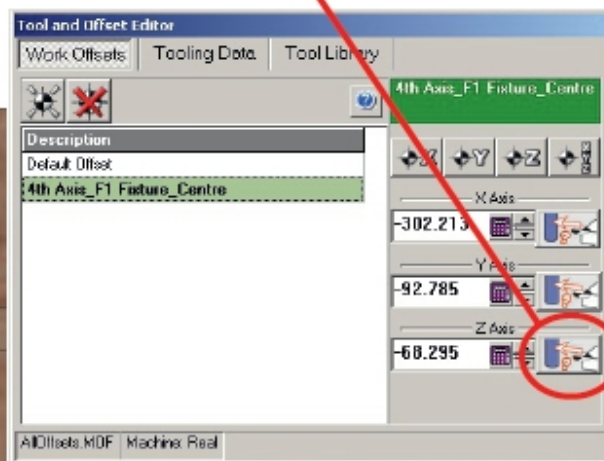 Tool and Offset Editor
Work Offsets Tooling Data Tool Library
4th Axis_F1 Fixture_Centre
Description
Default Offset
4th Axis_F1 Fixture_Centre
X Y Z
X Axis
-302.213
Y Axis
-92.785
Z Axis
-68.295
AllOffsets.MOF Machine: Real